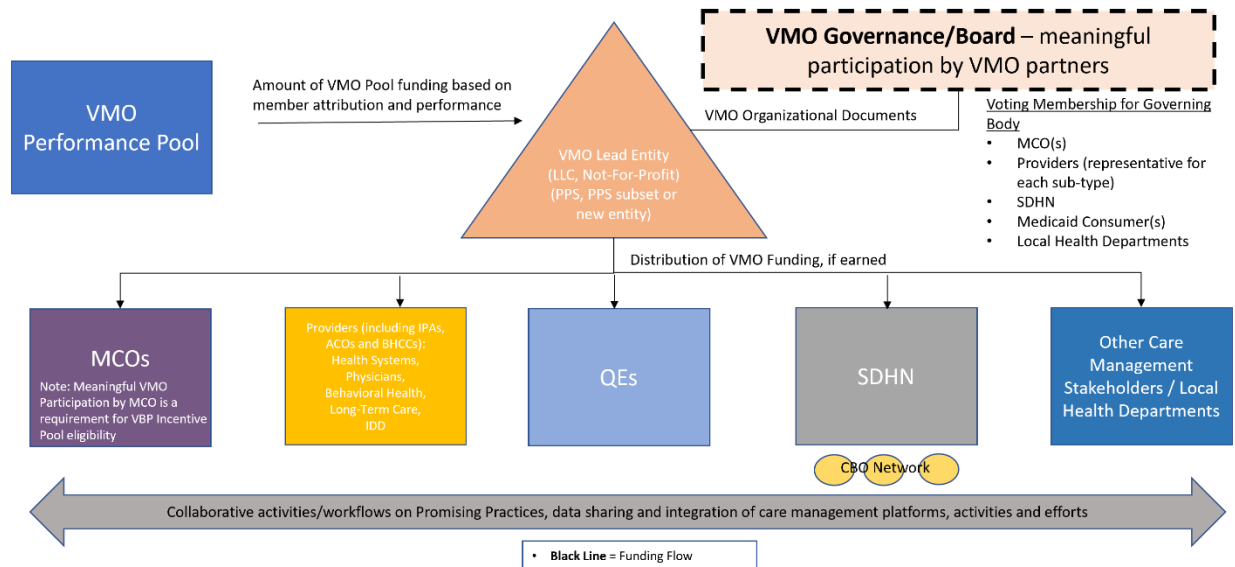 VMO Governance/Board – meaningful
participation by VMO partners
VMO
Performance Pool
Amount of VMO Pool funding based on
member attribution and performance
VMO Organizational Documents
Voting Membership for Governing
Body
• MCO(s)
• Providers (representative for
each sub-type)
• SDHN
• Medicaid Consumer(s)
• Local Health Departments
VMO Lead Entity
(LLC, Not-For-Profit)
(PPS, PPS subset or
new entity)
Distribution of VMO Funding, if earned
MCOs
Note: Meaningful VMO
Participation by MCO is a
requirement for VBP Incentive
Pool eligibility
Providers (including IPAs,
ACOs and BHCCs):
Health Systems,
Physicians,
Behavioral Health,
Long-Term Care,
IDD
QEs
SDHN
CBO Network
Other Care
Management
Stakeholders / Local
Health Departments
Collaborative activities/workflows on Promising Practices, data sharing and integration of care management platforms, activities and efforts
• Black Line = Funding Flow